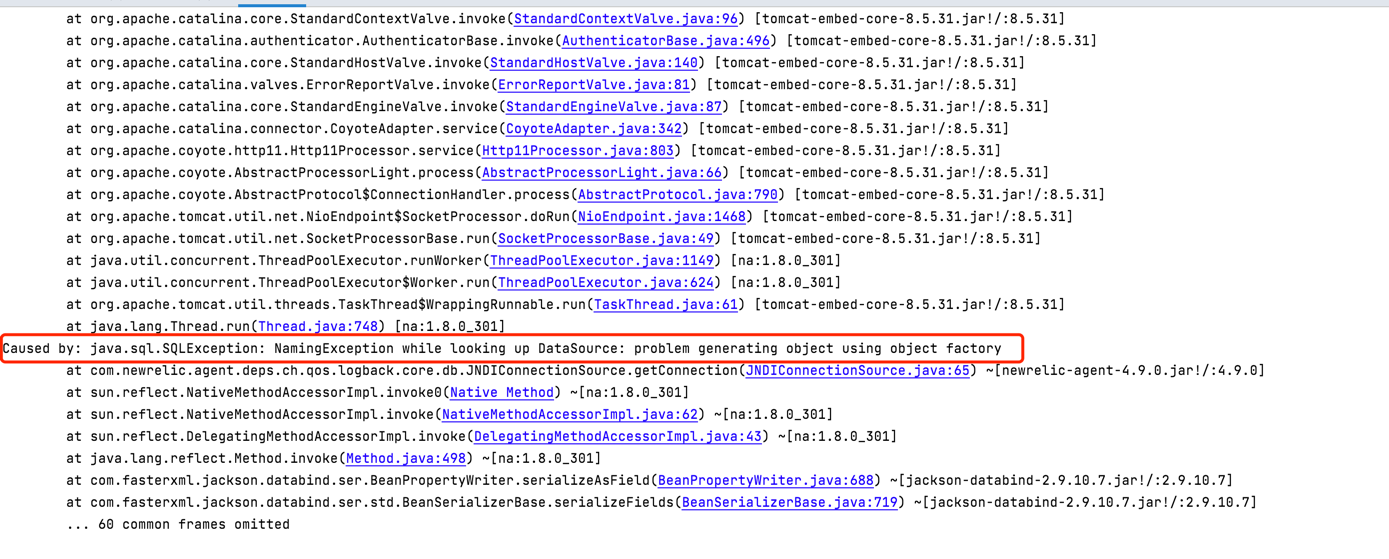 at org.apache.catalina.core.StandardContextValve.invoke(StandardContextValve.java:96) [tomcat-embed-core-8.5.31.jar!/:8.5.31]
at org.apache.catalina.authenticator.AuthenticatorBase.invoke(AuthenticatorBase.java:496) [tomcat-embed-core-8.5.31.jar!/:8.5.31]
at org.apache.catalina.core.StandardHostValve.invoke(StandardHostValve.java:140) [tomcat-embed-core-8.5.31.jar!/:8.5.31]
at org.apache.catalina.valves.ErrorReportValve.invoke(ErrorReportValve.java:81) [tomcat-embed-core-8.5.31.jar!/:8.5.31]
at org.apache.catalina.core.StandardEngineValve.invoke(StandardEngineValve.java:87) [tomcat-embed-core-8.5.31.jar!/:8.5.31]
at org.apache.catalina.connector.CoyoteAdapter.service(CoyoteAdapter.java:342) [tomcat-embed-core-8.5.31.jar!/:8.5.31]
at org.apache.coyote.http11.Http11Processor.service(Http11Processor.java:803) [tomcat-embed-core-8.5.31.jar!/:8.5.31]
at org.apache.coyote.AbstractProcessorLight.process(AbstractProcessorLight.java:66) [tomcat-embed-core-8.5.31.jar!/:8.5.31]
at org.apache.coyote.AbstractProtocol$ConnectionHandler.process(AbstractProtocol.java:790) [tomcat-embed-core-8.5.31.jar!/:8.5.31]
at org.apache.tomcat.util.net.NioEndpoint$SocketProcessor.doRun(NioEndpoint.java:1468) [tomcat-embed-core-8.5.31.jar!/:8.5.31]
at org.apache.tomcat.util.net.SocketProcessorBase.run(SocketProcessorBase.java:49) [tomcat-embed-core-8.5.31.jar!/:8.5.31]
at java.util.concurrent.ThreadPoolExecutor.runWorker(ThreadPoolExecutor.java:1149) [na:1.8.0_301]
at java.util.concurrent.ThreadPoolExecutor$Worker.run(ThreadPoolExecutor.java:624) [na:1.8.0_301]
at org.apache.tomcat.util.threads.TaskThread$WrappingRunnable.run(TaskThread.java:61) [tomcat-embed-core-8.5.31.jar!/:8.5.31]
at java.lang.Thread.run(Thread.java:748) [na:1.8.0_301]
Caused by: java.sql.SQLException: NamingException while looking up DataSource: problem generating object using object factory
at com.newrelic.agent.deps.ch.qos.logback.core.db.JNDIConnectionSource.getConnection(JNDIConnectionSource.java:65) ~[newrelic-agent-4.9.0.jar!/:4.9.0]
at sun.reflect.NativeMethodAccessorImpl.invoke0(Native Method) ~[na:1.8.0_301]
at sun.reflect.NativeMethodAccessorImpl.invoke(NativeMethodAccessorImpl.java:62) ~[na:1.8.0_301]
at sun.reflect.DelegatingMethodAccessorImpl.invoke(DelegatingMethodAccessorImpl.java:43) ~[na:1.8.0_301]
at java.lang.reflect.Method.invoke(Method.java:498) ~[na:1.8.0_301]
at com.fasterxml.jackson.databind.ser.BeanPropertyWriter.serializeAsField(BeanPropertyWriter.java:688) ~[jackson-databind-2.9.10.7.jar!/:2.9.10.7]
at com.fasterxml.jackson.databind.ser.std.BeanSerializerBase.serializeFields(BeanSerializerBase.java:719) ~[jackson-databind-2.9.10.7.jar!/:2.9.10.7]
... 60 common frames omitted